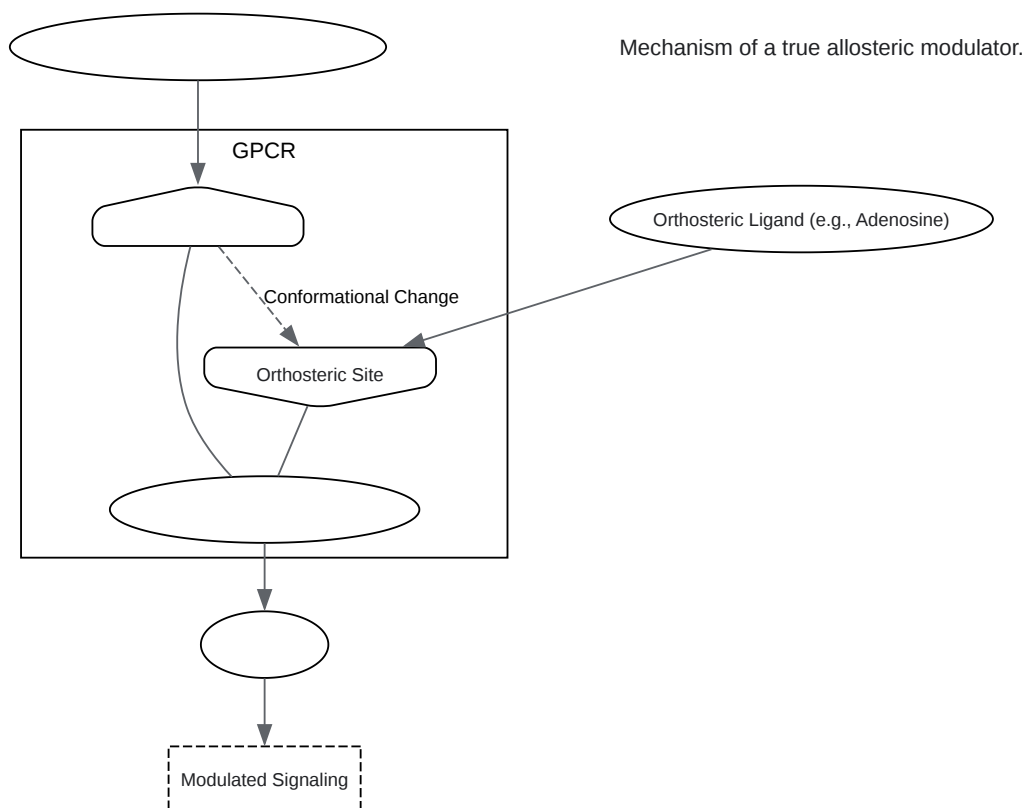 Mechanism of a true allosteric modulator.
GPCR
Orthosteric Ligand (e.g., Adenosine)
Conformational Change
Orthosteric Site
Modulated Signaling